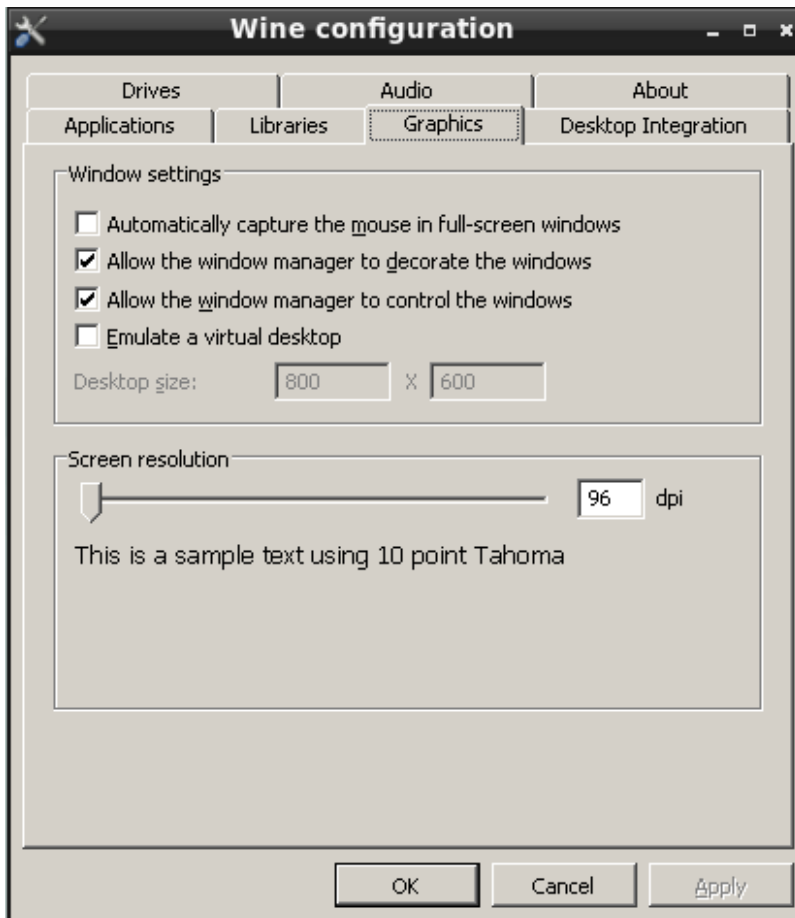 Wine configuration
Drives Audio About
Applications Libraries Graphics Desktop Integration
Window settings
Automatically capture the mouse in full-screen windows
Allow the window manager to decorate the windows
Allow the window manager to control the windows
Emulate a virtual desktop
Desktop size: 800 X 600
Screen resolution
96 dpi
This is a sample text using 10 point Tahoma
OK Cancel Apply